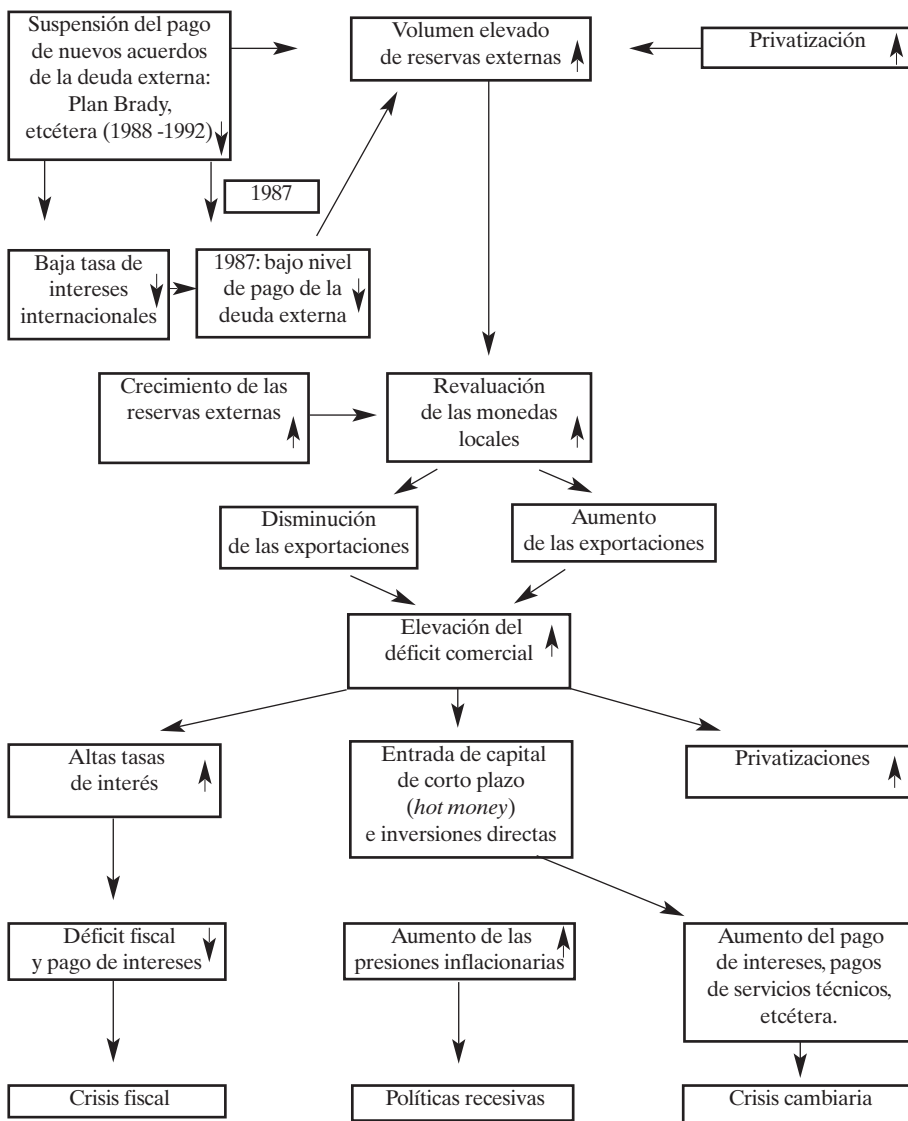 Suspensión del pago
de nuevos acuerdos
de la deuda externa:
Plan Brady,
etcétera (1988 -1992)
Volumen elevado
de reservas externas
Privatización
1987
Baja tasa de
intereses
internacionales
1987: bajo nivel
de pago de la
deuda externa
Crecimiento de las
reservas externas
Revaluación
de las monedas
locales
Disminución
de las exportaciones
Aumento
de las exportaciones
Elevación del
déficit comercial
Altas tasas
de interés
Entrada de capital
de corto plazo
(hot money)
e inversiones directas
Privatizaciones
Déficit fiscal
y pago de intereses
Aumento de las
presiones inflacionarias
Aumento del pago
de intereses, pagos
de servicios técnicos,
etcétera.
Crisis fiscal
Políticas recesivas
Crisis cambiaria